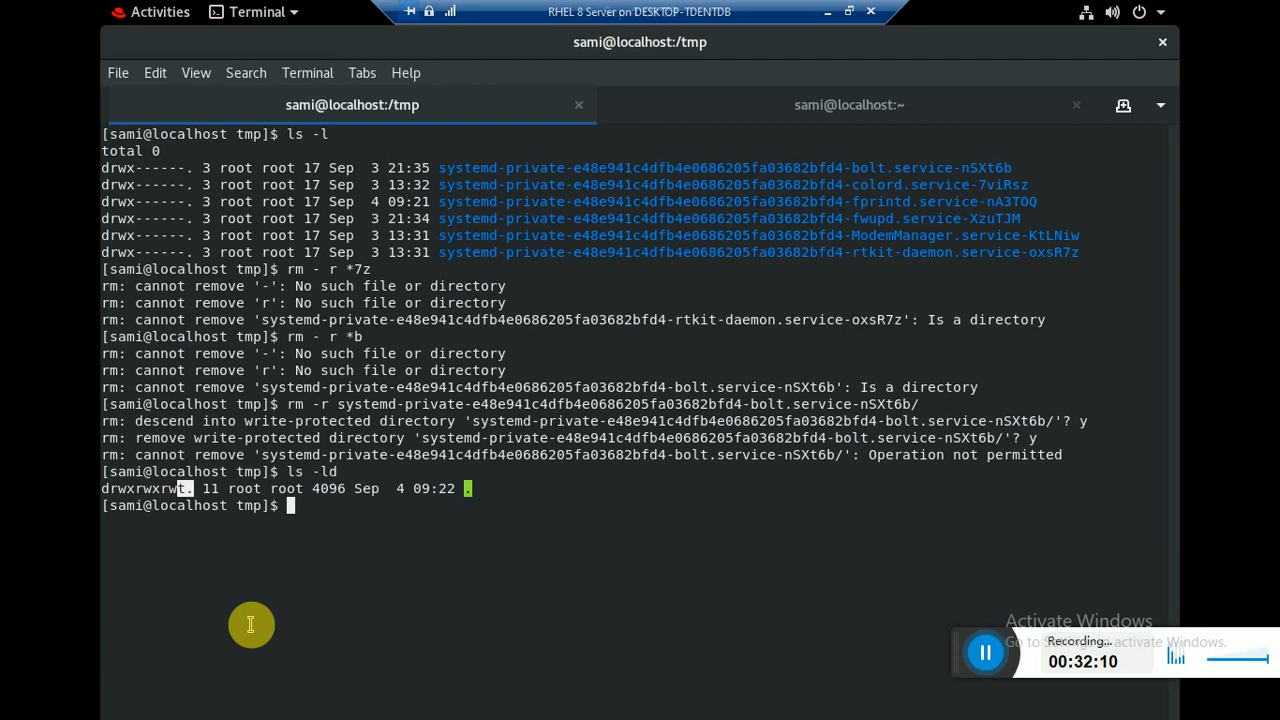 Activities Terminal RHEL 8 Server on DESKTOP-TDENTDB
sami@localhost:/tmp
File Edit View Search Terminal Tabs Help
sami@localhost:/tmp sami@localhost:~
[sami@localhost tmp]$ ls -l
total 0
drwx------. 3 root root 17 Sep  3 21:35 systemd-private-e48e941c4dfb4e0686205fa03682bfd4-bolt.service-nSXt6b
drwx------. 3 root root 17 Sep  3 13:32 systemd-private-e48e941c4dfb4e0686205fa03682bfd4-colord.service-7viRsz
drwx------. 3 root root 17 Sep  4 09:21 systemd-private-e48e941c4dfb4e0686205fa03682bfd4-fprintd.service-nA3TOQ
drwx------. 3 root root 17 Sep  3 21:34 systemd-private-e48e941c4dfb4e0686205fa03682bfd4-fwupd.service-XzuTJM
drwx------. 3 root root 17 Sep  3 13:31 systemd-private-e48e941c4dfb4e0686205fa03682bfd4-ModemManager.service-KtLNiw
drwx------. 3 root root 17 Sep  3 13:31 systemd-private-e48e941c4dfb4e0686205fa03682bfd4-rtkit-daemon.service-oxsR7z
[sami@localhost tmp]$ rm - r *7z
rm: cannot remove '-': No such file or directory
rm: cannot remove 'r': No such file or directory
rm: cannot remove 'systemd-private-e48e941c4dfb4e0686205fa03682bfd4-rtkit-daemon.service-oxsR7z': Is a directory
[sami@localhost tmp]$ rm - r *b
rm: cannot remove '-': No such file or directory
rm: cannot remove 'r': No such file or directory
rm: cannot remove 'systemd-private-e48e941c4dfb4e0686205fa03682bfd4-bolt.service-nSXt6b': Is a directory
[sami@localhost tmp]$ rm -r systemd-private-e48e941c4dfb4e0686205fa03682bfd4-bolt.service-nSXt6b/
rm: descend into write-protected directory 'systemd-private-e48e941c4dfb4e0686205fa03682bfd4-bolt.service-nSXt6b/'? y
rm: remove write-protected directory 'systemd-private-e48e941c4dfb4e0686205fa03682bfd4-bolt.service-nSXt6b/'? y
rm: cannot remove 'systemd-private-e48e941c4dfb4e0686205fa03682bfd4-bolt.service-nSXt6b/': Operation not permitted
[sami@localhost tmp]$ ls -ld
drwxrwxrwt. 11 root root 4096 Sep  4 09:22 .
[sami@localhost tmp]$
Activate Windows
Go to Settings to activate Windows.
Recording...
00:32:10